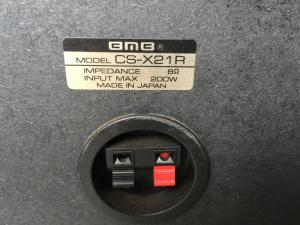 BMB ®
MODEL CS-X21R
IMPEDANCE 8Ω
INPUT MAX 200W
MADE IN JAPAN